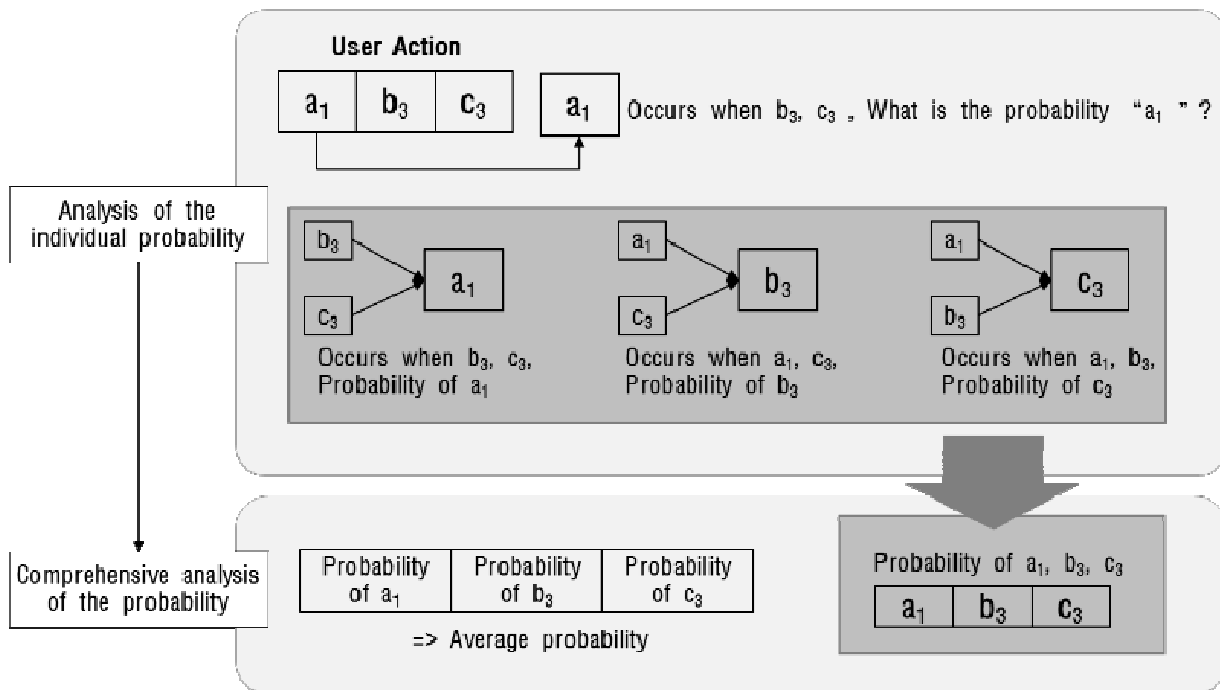 User Action
a₁ b₃ c₃
a₁
Occurs when b₃, c₃ , What is the probability “a₁ ” ?
Analysis of the
individual probability
b₃
c₃
a₁
Occurs when b₃, c₃,
Probability of a₁
a₁
c₃
b₃
Occurs when a₁, c₃,
Probability of b₃
a₁
b₃
c₃
Occurs when a₁, b₃,
Probability of c₃
Comprehensive analysis
of the probability
Probability
of a₁
Probability
of b₃
Probability
of c₃
=> Average probability
Probability of a₁, b₃, c₃
a₁ b₃ c₃